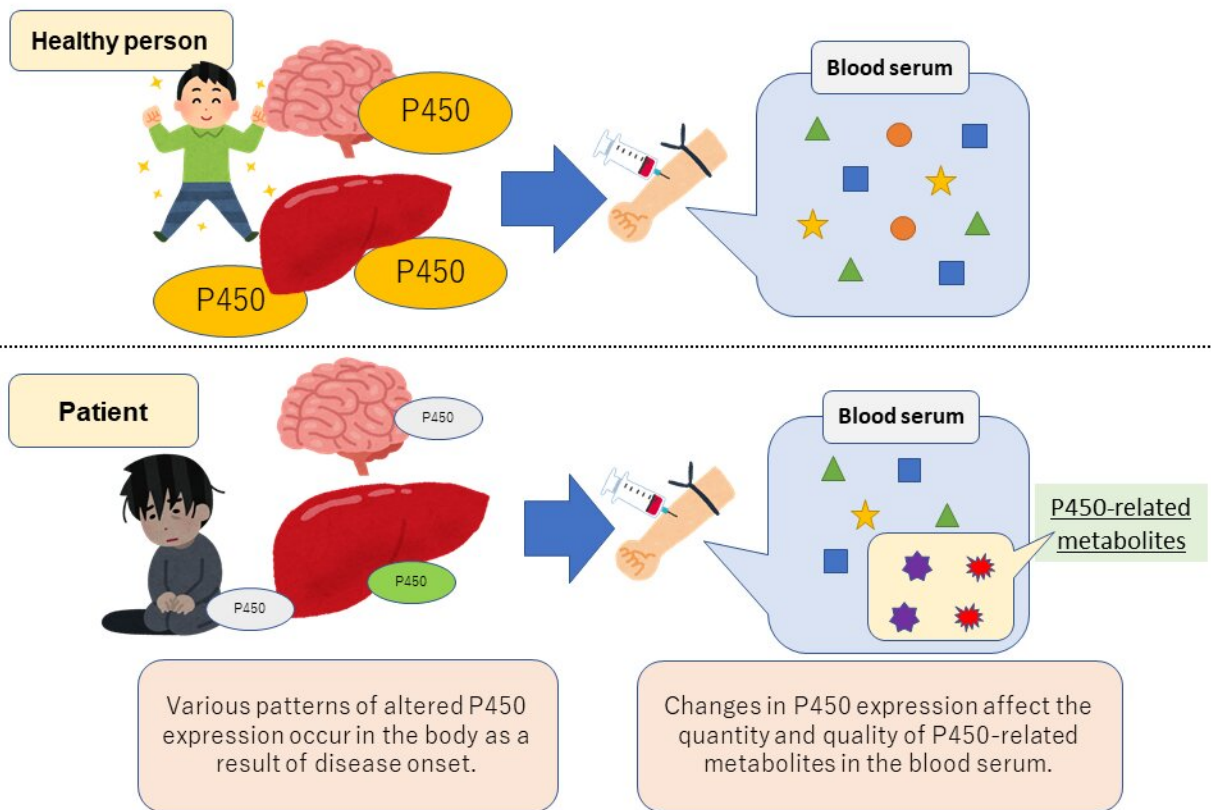 Healthy person
P450
P450
P450
Blood serum
Patient
P450
P450
P450
Blood serum
P450-related
metabolites
Various patterns of altered P450
expression occur in the body as a
result of disease onset.
Changes in P450 expression affect the
quantity and quality of P450-related
metabolites in the blood serum.